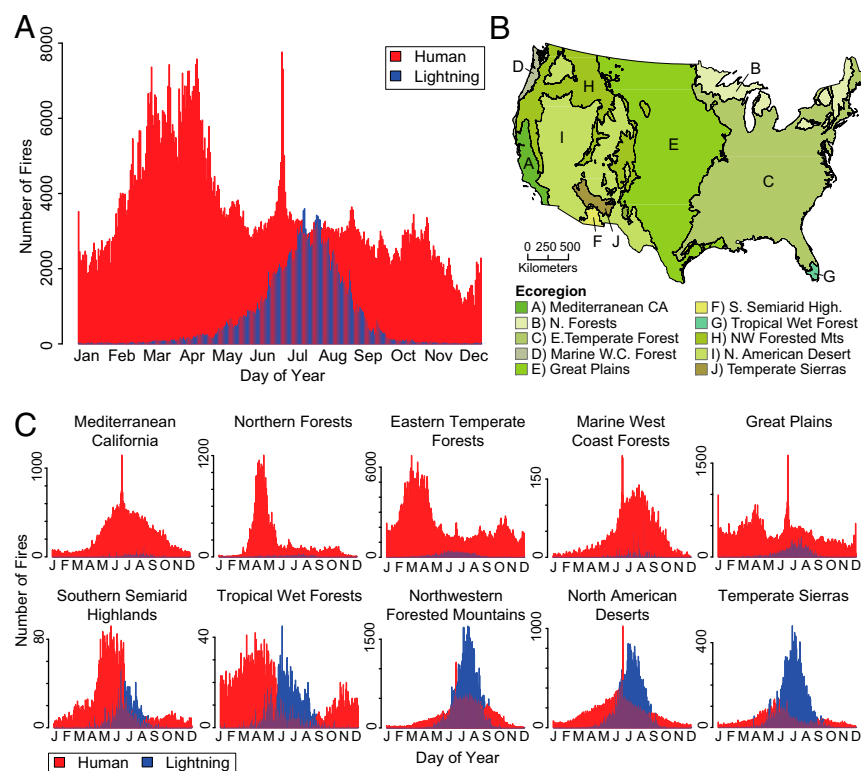 A
8000
6000
4000
2000
0
Number of Fires
Human
Lightning
Jan Feb Mar Apr May Jun Jul Aug Sep Oct Nov Dec
Day of Year
B
D
B
H
I
E
A
C
F
J
G
0 250 500
Kilometers
Ecoregion
A) Mediterranean CA
B) N. Forests
C) E.Temperate Forest
D) Marine W.C. Forest
E) Great Plains
F) S. Semiarid High.
G) Tropical Wet Forest
H) NW Forested Mts
I) N. American Desert
J) Temperate Sierras
C
Number of Fires
Mediterranean
California
1000
0
J F M A M J J A S O N D
Northern Forests
1200
0
J F M A M J J A S O N D
Eastern Temperate
Forests
6000
0
J F M A M J J A S O N D
Marine West
Coast Forests
150
0
J F M A M J J A S O N D
Great Plains
1500
0
J F M A M J J A S O N D
Southern Semiarid
Highlands
80
0
J F M A M J J A S O N D
Tropical Wet Forests
40
0
J F M A M J J A S O N D
Northwestern
Forested Mountains
1500
0
J F M A M J J A S O N D
North American
Deserts
1000
0
J F M A M J J A S O N D
Temperate Sierras
400
0
J F M A M J J A S O N D
Human
Lightning
Day of Year